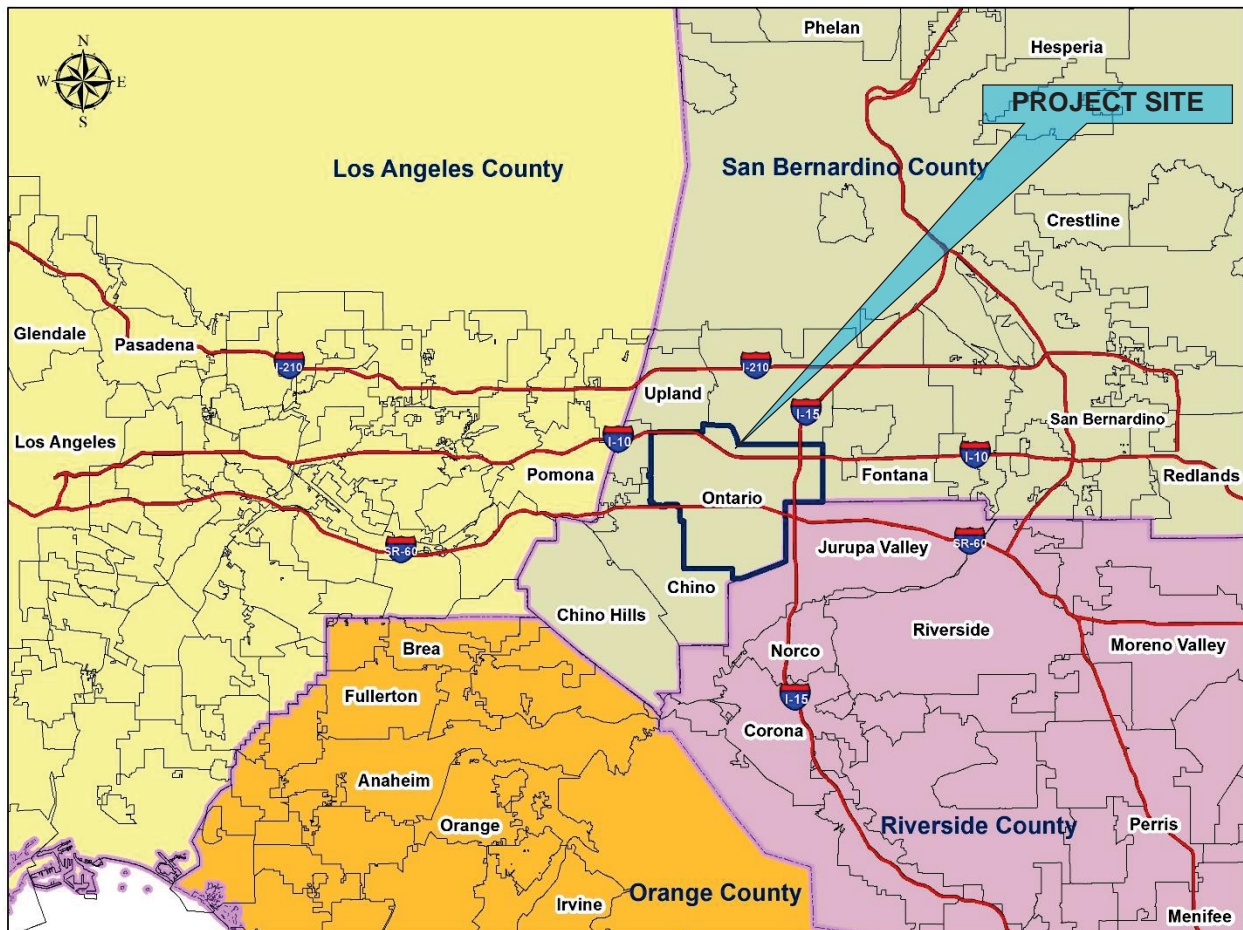 Phelan
Hesperia
N
W
E
S
PROJECT SITE
Los Angeles County
San Bernardino County
Crestline
Glendale
Pasadena
I-210
I-210
Upland
I-15
San Bernardino
Los Angeles
I-10
Pomona
Fontana
I-10
Redlands
Ontario
SR-60
Jurupa Valley
SR-60
Chino
Chino Hills
Riverside
Moreno Valley
Brea
Norco
Fullerton
I-15
Corona
Anaheim
Orange
Riverside County
Perris
Orange County
Irvine
Menifee